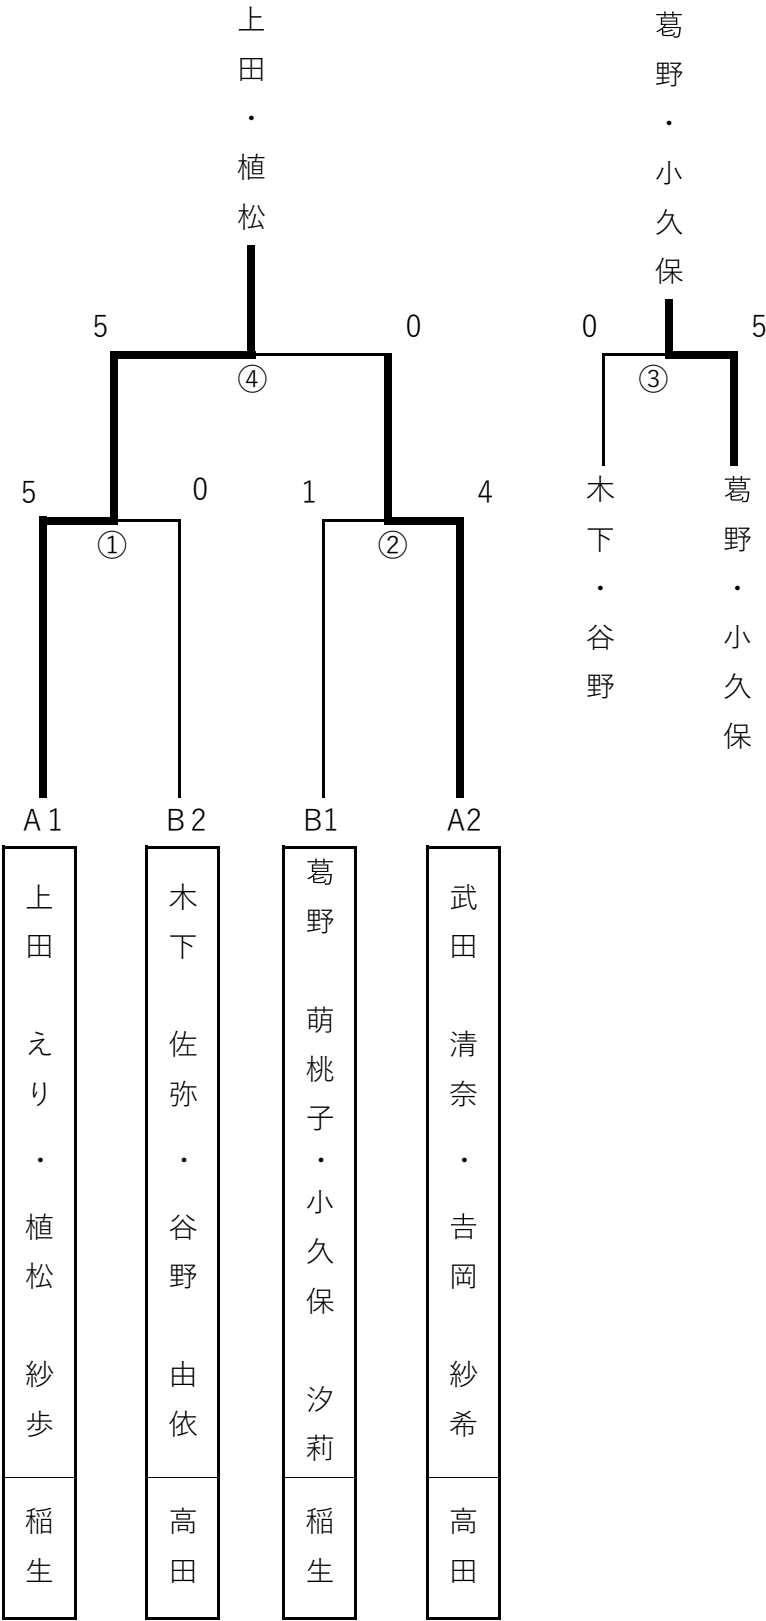 上田・植松
葛野・小久保
5
0
0
5
④
③
5
0
1
4
①
②
木下・谷野
葛野・小久保
A1
B2
B1
A2
上田 えり・植松 紗歩
木下 佐弥・谷野 由依
葛野 萌桃子・小久保 汐莉
武田 清奈・𠮷岡 紗希
稲生
高田
稲生
高田